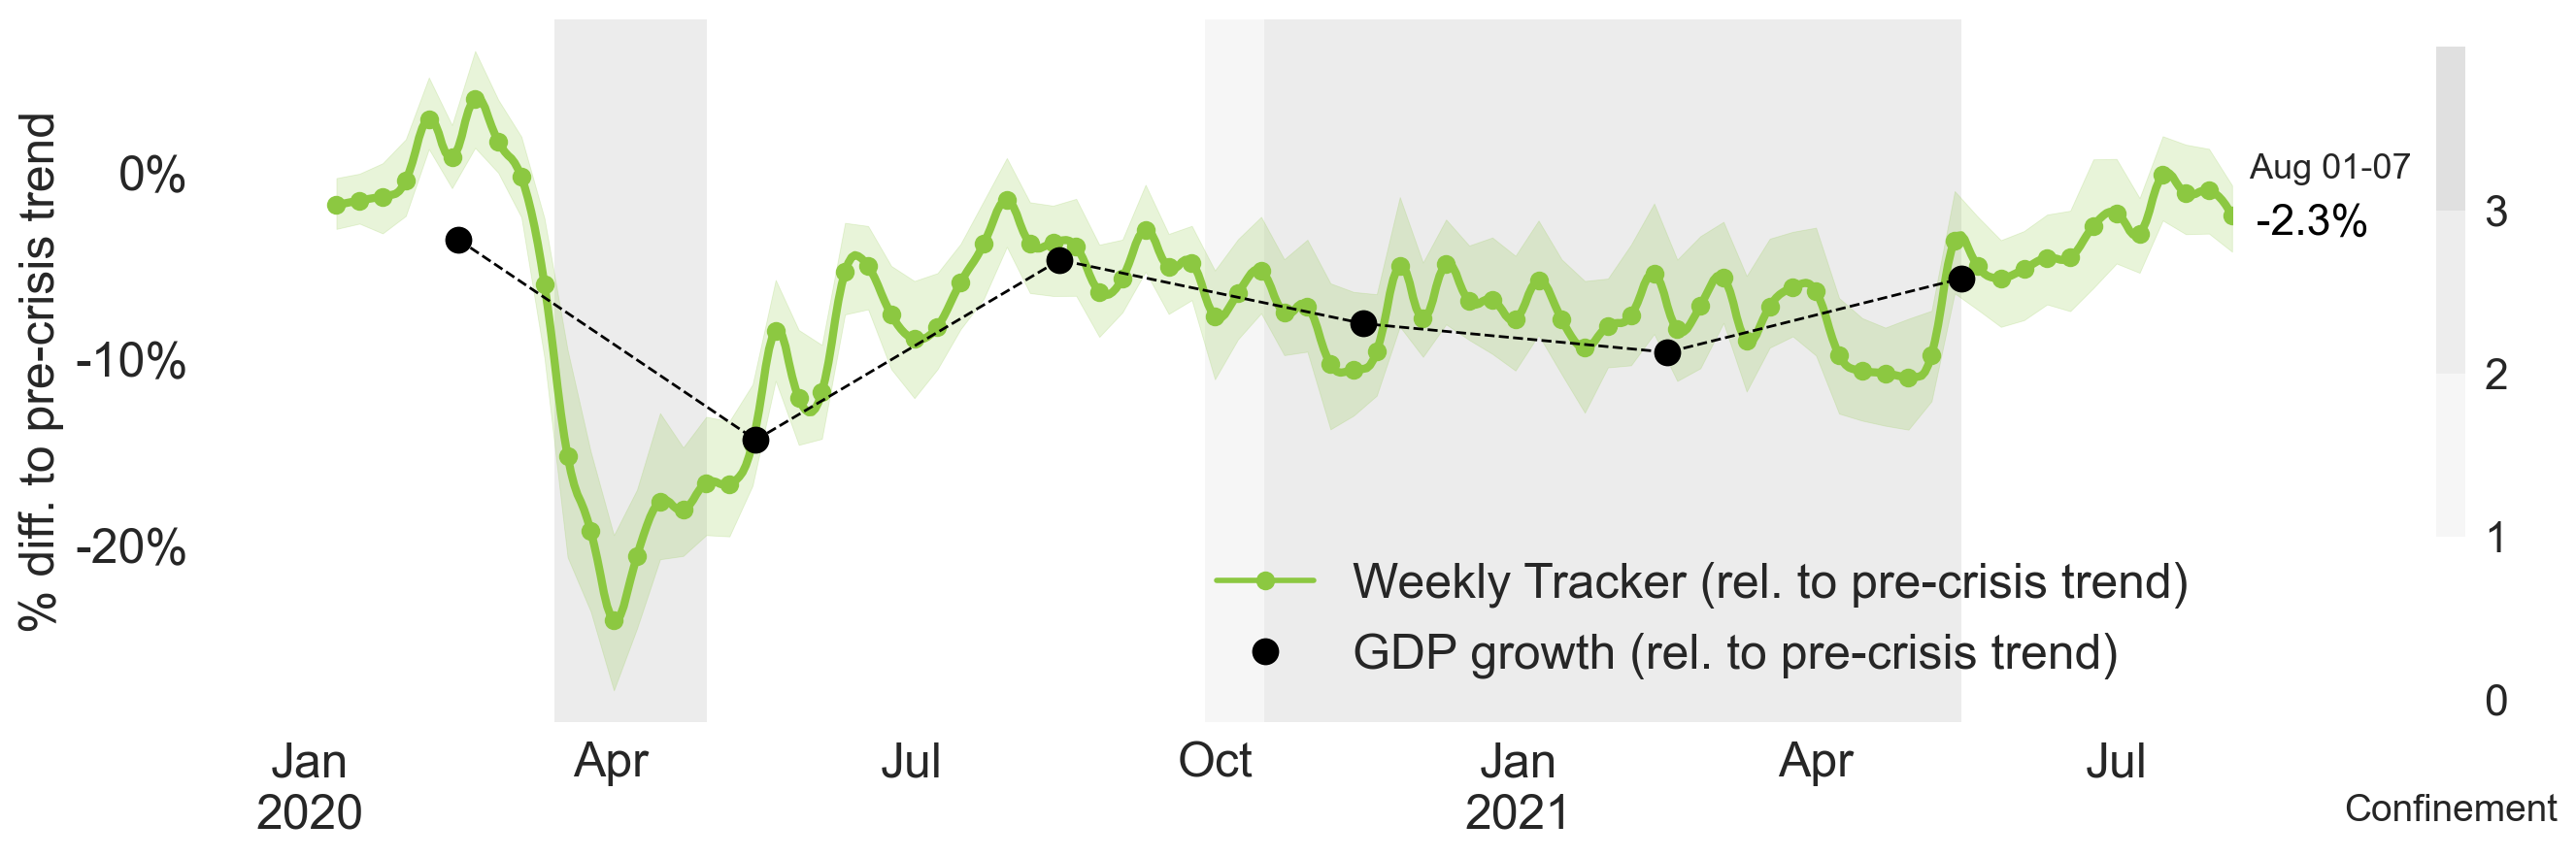 % diff. to pre-crisis trend
0%
-10%
-20%
Aug 01-07
-2.3%
Weekly Tracker (rel. to pre-crisis trend)
GDP growth (rel. to pre-crisis trend)
Jan
2020
Apr
Jul
Oct
Jan
2021
Apr
Jul
3
2
1
0
Confinement